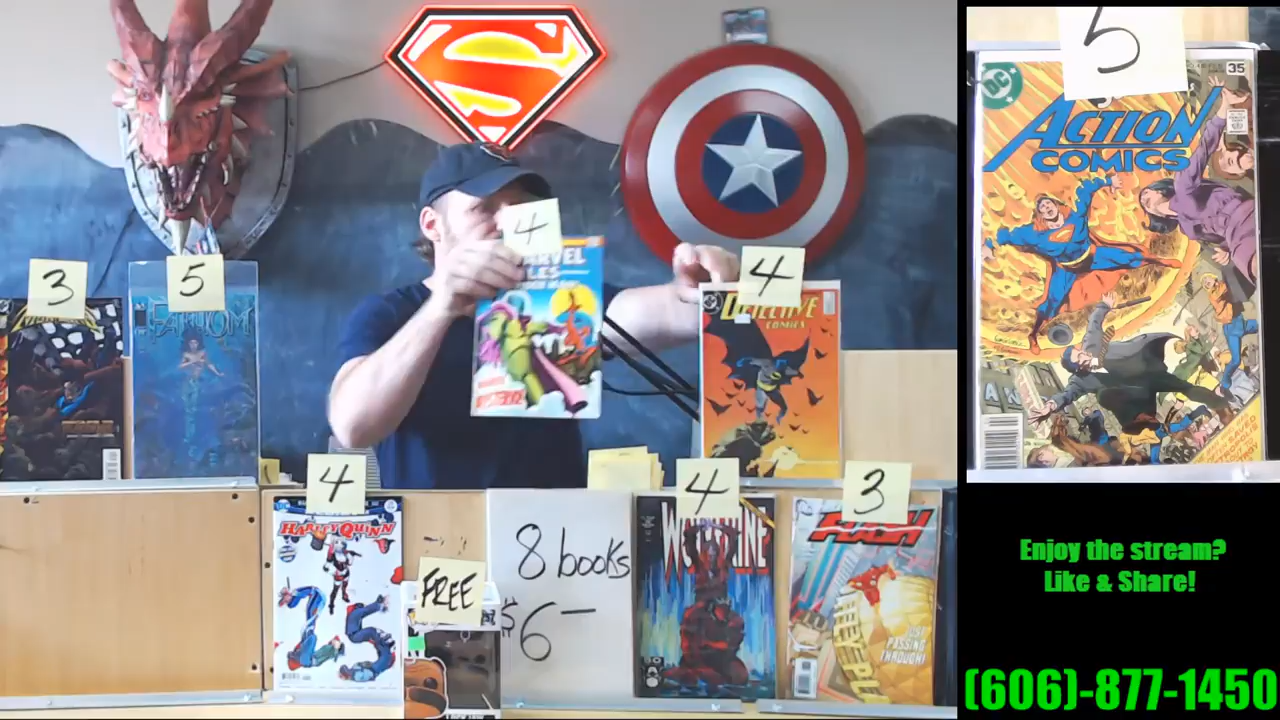 3
5
FATHOM
4
MARVEL
4
DETECTIVE
COMICS
5
35
ACTION
COMICS
4
HARLEY QUINN
25
FREE
8 books
$6-
4
WOLVERINE
3
FLASH
JUST
PASSING
THROUGH!
Enjoy the stream?
Like & Share!
(606)-877-1450